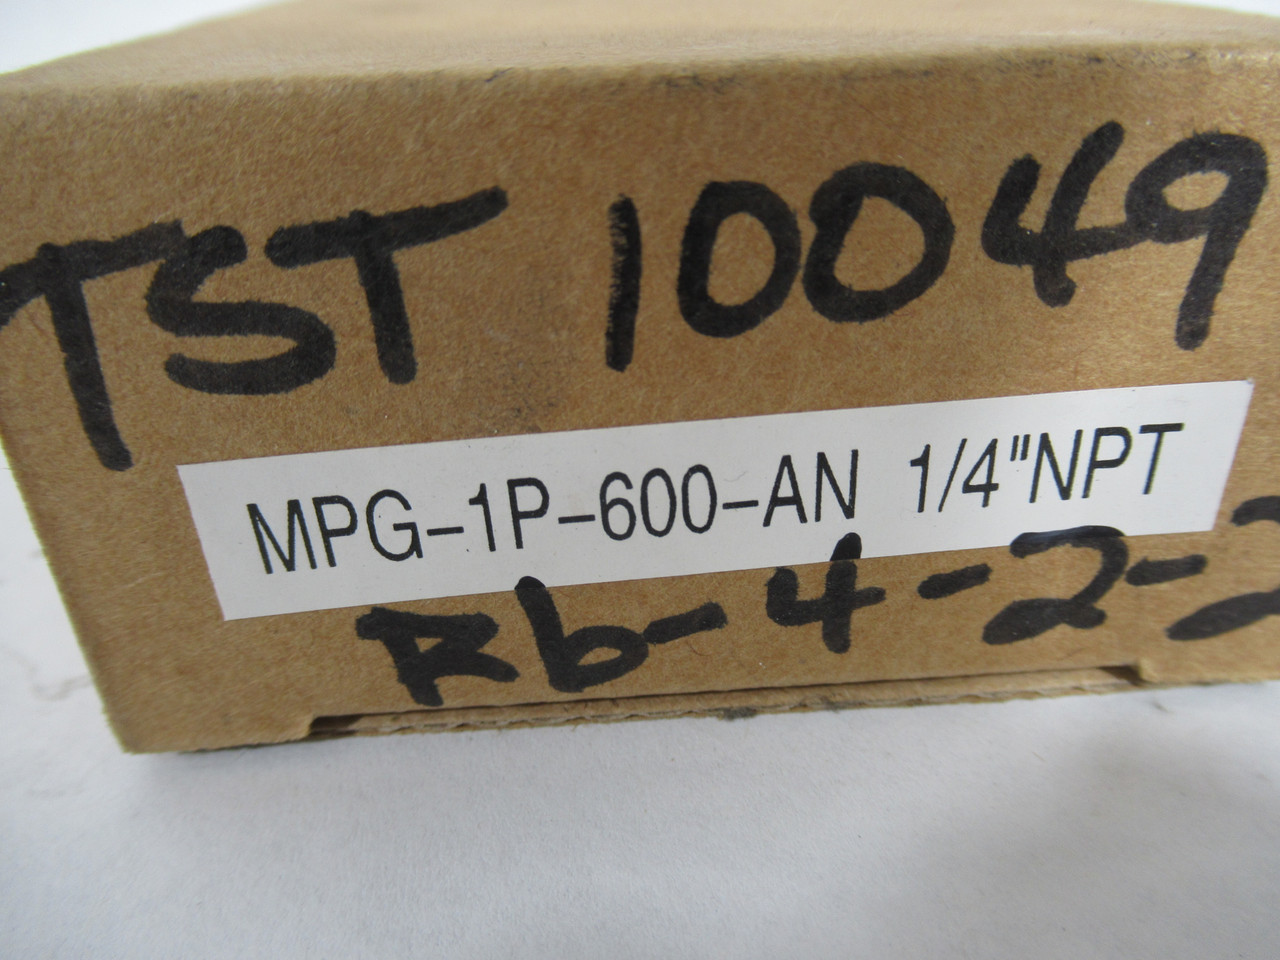 TST 10049
MPG-1P-600-AN 1/4"NPT
Rb-4-2-2